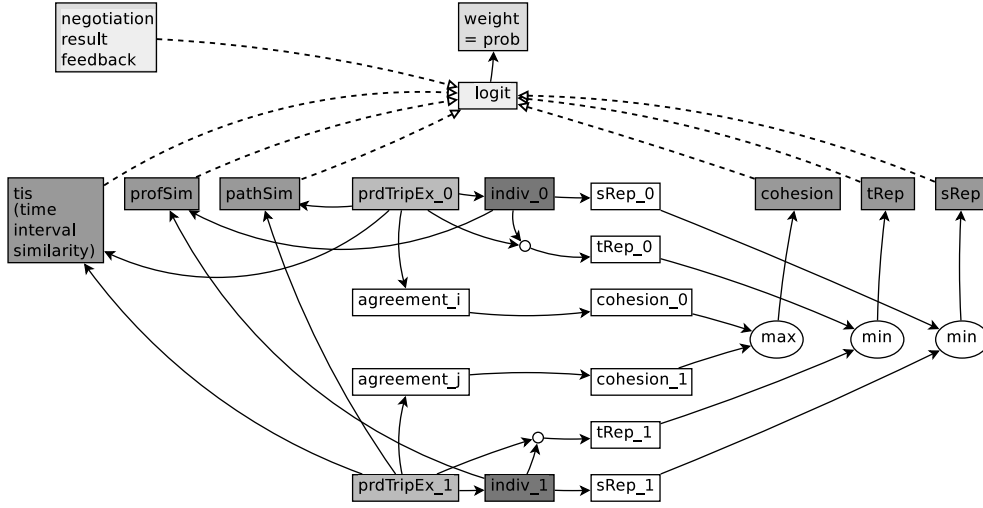 negotiation
result
feedback
weight
= prob
logit
tis
(time
interval
similarity)
profSim
pathSim
prdTripEx_0
indiv_0
sRep_0
cohesion
tRep
sRep
tRep_0
agreement_i
cohesion_0
max
min
min
agreement_j
cohesion_1
tRep_1
prdTripEx_1
indiv_1
sRep_1